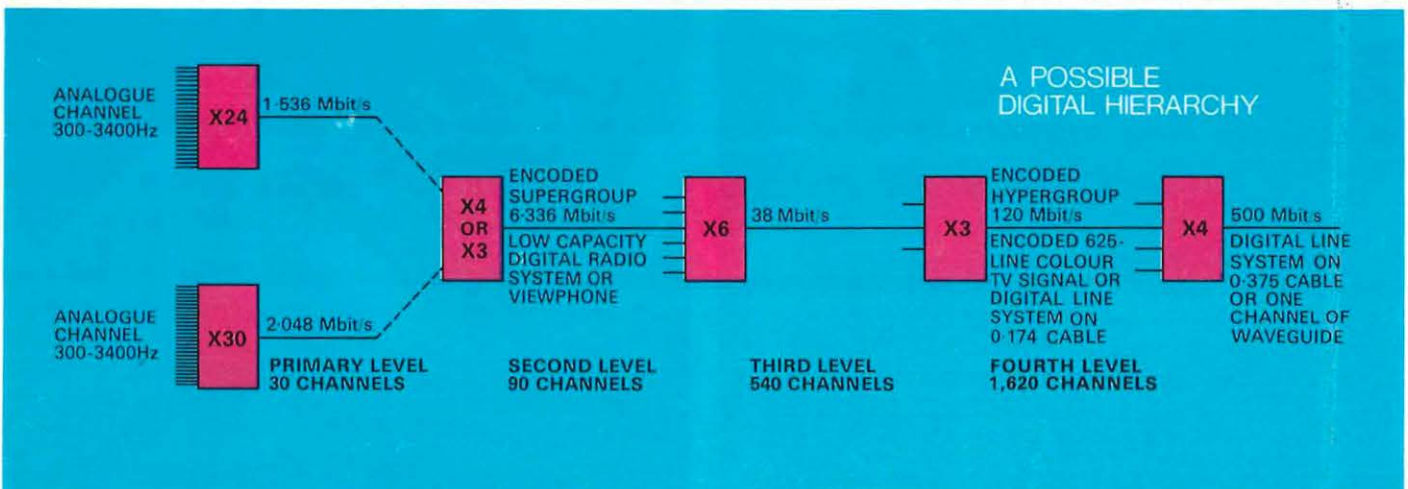 A POSSIBLE
DIGITAL HIERARCHY
ANALOGUE
CHANNEL
300-3400Hz
X24
1·536 Mbit/s
ANALOGUE
CHANNEL
300-3400Hz
X30
2·048 Mbit/s
PRIMARY LEVEL
30 CHANNELS
X4
OR
X3
ENCODED
SUPERGROUP
6·336 Mbit/s
LOW CAPACITY
DIGITAL RADIO
SYSTEM OR
VIEWPHONE
SECOND LEVEL
90 CHANNELS
X6
38 Mbit/s
THIRD LEVEL
540 CHANNELS
X3
ENCODED
HYPERGROUP
120 Mbit/s
ENCODED 625-
LINE COLOUR
TV SIGNAL OR
DIGITAL LINE
SYSTEM ON
0·174 CABLE
FOURTH LEVEL
1,620 CHANNELS
X4
500 Mbit/s
DIGITAL LINE
SYSTEM ON
0·375 CABLE
OR ONE
CHANNEL OF
WAVEGUIDE